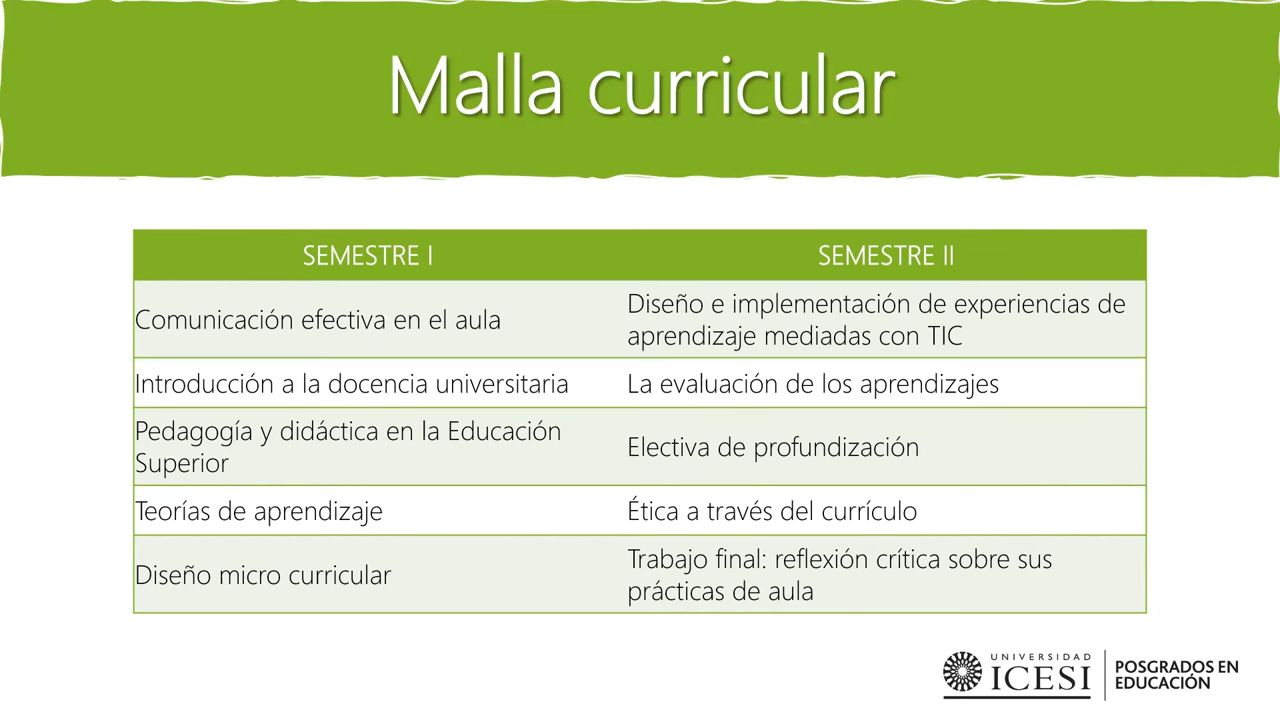 Malla curricular
SEMESTRE I
SEMESTRE II
Comunicación efectiva en el aula
Diseño e implementación de experiencias de
aprendizaje mediadas con TIC
Introducción a la docencia universitaria
La evaluación de los aprendizajes
Pedagogía y didáctica en la Educación
Superior
Electiva de profundización
Teorías de aprendizaje
Ética a través del currículo
Diseño micro curricular
Trabajo final: reflexión crítica sobre sus
prácticas de aula
UNIVERSIDAD
ICESI
POSGRADOS EN
EDUCACIÓN